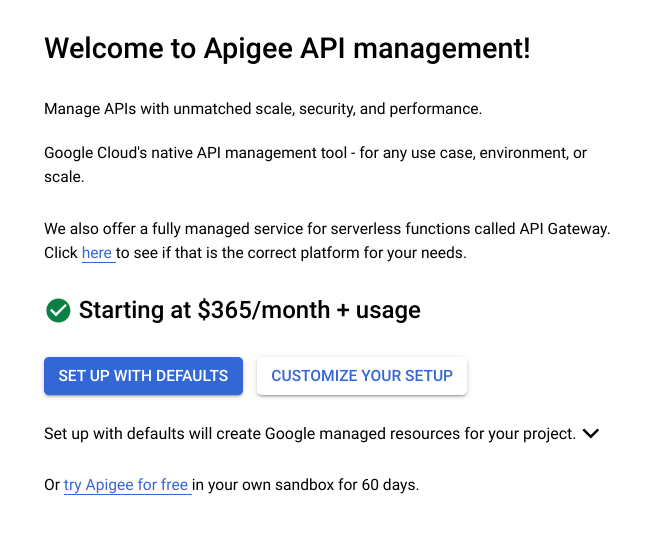 Welcome to Apigee API management!
Manage APIs with unmatched scale, security, and performance.
Google Cloud's native API management tool - for any use case, environment, or
scale.
We also offer a fully managed service for serverless functions called API Gateway.
Click here to see if that is the correct platform for your needs.
Starting at $365/month + usage
SET UP WITH DEFAULTS CUSTOMIZE YOUR SETUP
Set up with defaults will create Google managed resources for your project.
Or try Apigee for free in your own sandbox for 60 days.